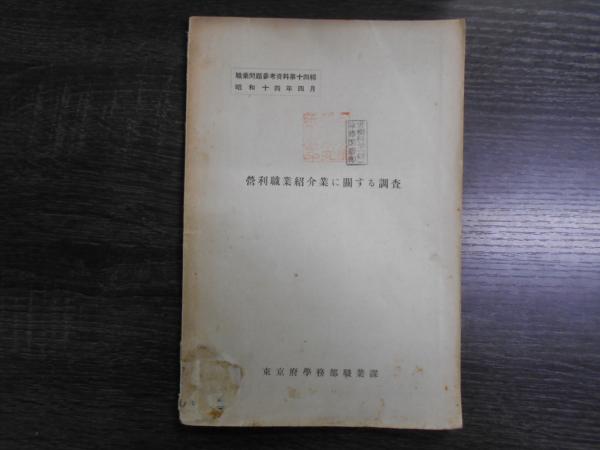 職業問題參考資料第十四輯
昭和十四年四月
營利職業紹介業に關する調査
東京府學務部職業課